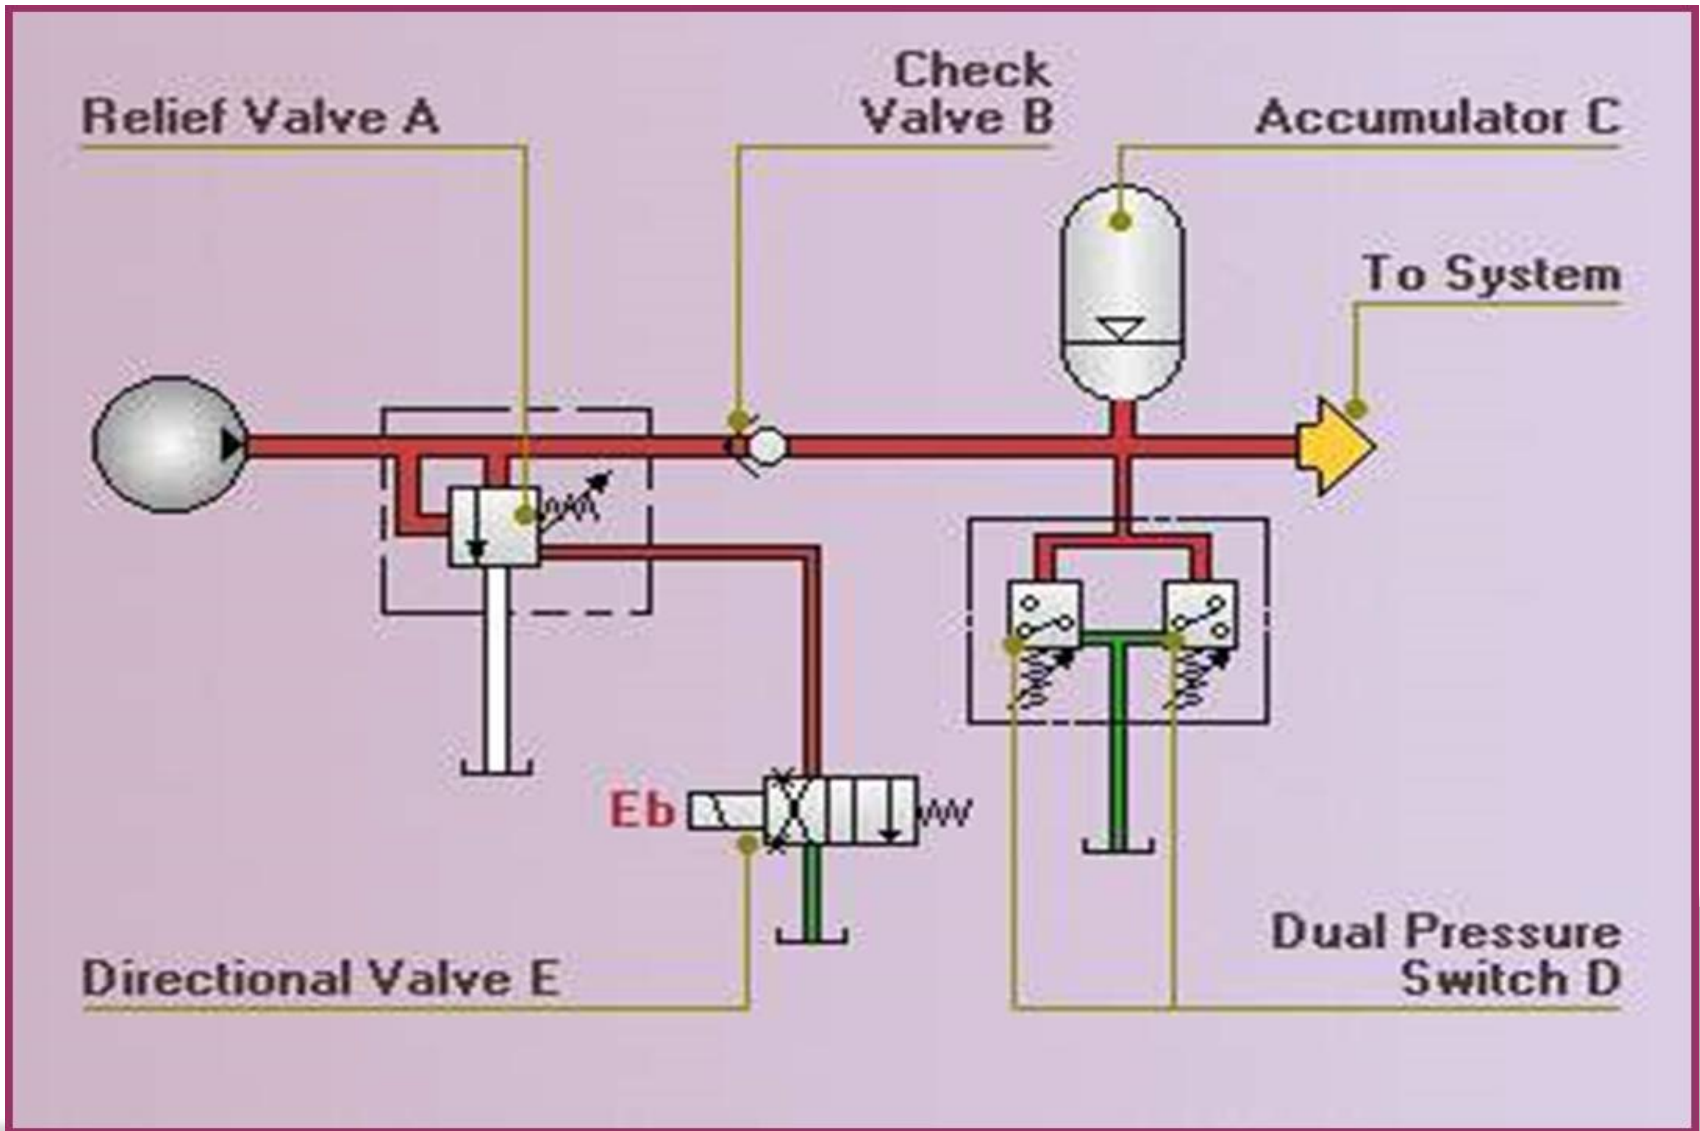 Relief Valve A
Check
Valve B
Accumulator C
To System
Eb
Directional Valve E
Dual Pressure
Switch D